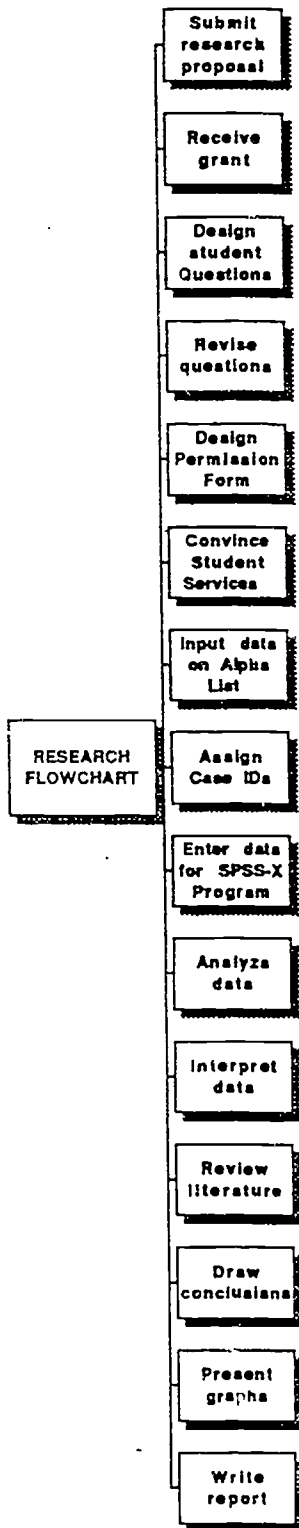 Submit
research
proposal
Receive
grant
Design
student
Questions
Revise
questions
Design
Permission
Form
Convince
Student
Services
Input data
on Alpha
List
RESEARCH
FLOWCHART
Assign
Case IDs
Enter data
for SPSS-X
Program
Analyze
data
Interpret
data
Review
literature
Draw
conclusions
Present
graphs
Write
report